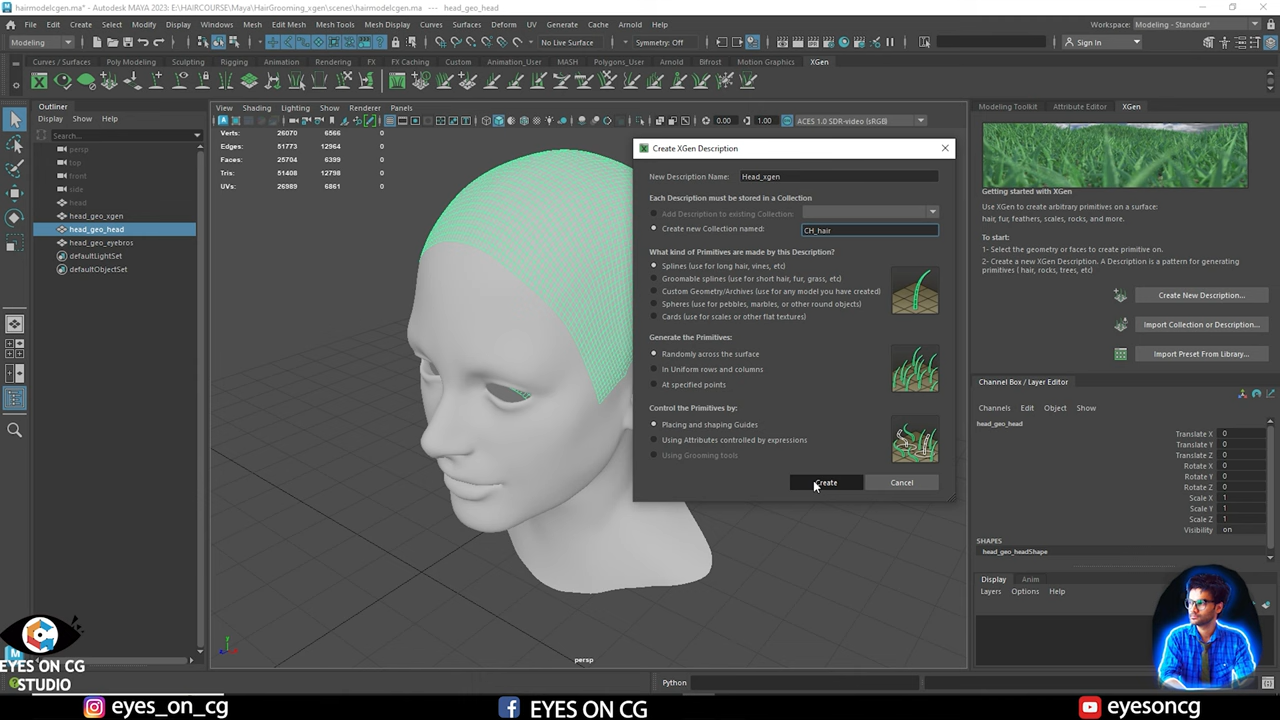 hairmodelcgen.ma* - Autodesk MAYA 2023: E:\HAIRCOURSE\Maya\HairGrooming_xgen\scenes\hairmodelcgen.ma --- head_geo_head
File Edit Create Select Modify Display Windows Mesh Edit Mesh Mesh Tools Mesh Display Curves Surfaces Deform UV Generate Cache Arnold Help
Workspace: Modeling - Standard*
Modeling No Live Surface Symmetry: Off Sign In
Curves / Surfaces Poly Modeling Sculpting Rigging Animation Rendering FX FX Caching Custom Animation_User MASH Polygons_User Arnold Bifrost Motion Graphics XGen
Outliner
Display Show Help
Search...
persp
top
front
side
head
head_geo_xgen
head_geo_head
head_geo_eyebros
defaultLightSet
defaultObjectSet
View Shading Lighting Show Renderer Panels
0.00 1.00 ACES 1.0 SDR-video (sRGB)
Verts: 26070 6566 0
Edges: 51773 12964 0
Faces: 25704 6399 0
Tris: 51408 12798 0
UVs: 26989 6861 0
persp
Create XGen Description
New Description Name: Head_xgen
Each Description must be stored in a Collection
Add Description to existing Collection:
Create new Collection named: CH_hair
What kind of Primitives are made by this Description?
Splines (use for long hair, vines, etc)
Groomable splines (use for short hair, fur, grass, etc)
Custom Geometry/Archives (use for any model you have created)
Spheres (use for pebbles, marbles, or other round objects)
Cards (use for scales or other flat textures)
Generate the Primitives:
Randomly across the surface
In Uniform rows and columns
At specified points
Control the Primitives by:
Placing and shaping Guides
Using Attributes controlled by expressions
Using Grooming tools
Create Cancel
Modeling Toolkit Attribute Editor XGen
Getting started with XGen
Use XGen to create arbitrary primitives on a surface:
hair, fur, feathers, scales, rocks, and more.
To start:
1- Select the geometry or faces to create primitive on.
2- Create a new XGen Description. A Description is a pattern for generating
primitives ( hair, rocks, trees, etc.)
Create New Description...
Import Collection or Description...
Import Preset From Library...
Channel Box / Layer Editor
Channels Edit Object Show
head_geo_head
Translate X 0
Translate Y 0
Translate Z 0
Rotate X 0
Rotate Y 0
Rotate Z 0
Scale X 1
Scale Y 1
Scale Z 1
Visibility on
SHAPES
head_geo_headShape
Display Anim
Layers Options Help
Python
EYES ON CG
STUDIO
eyes_on_cg
EYES ON CG
eyesoncg